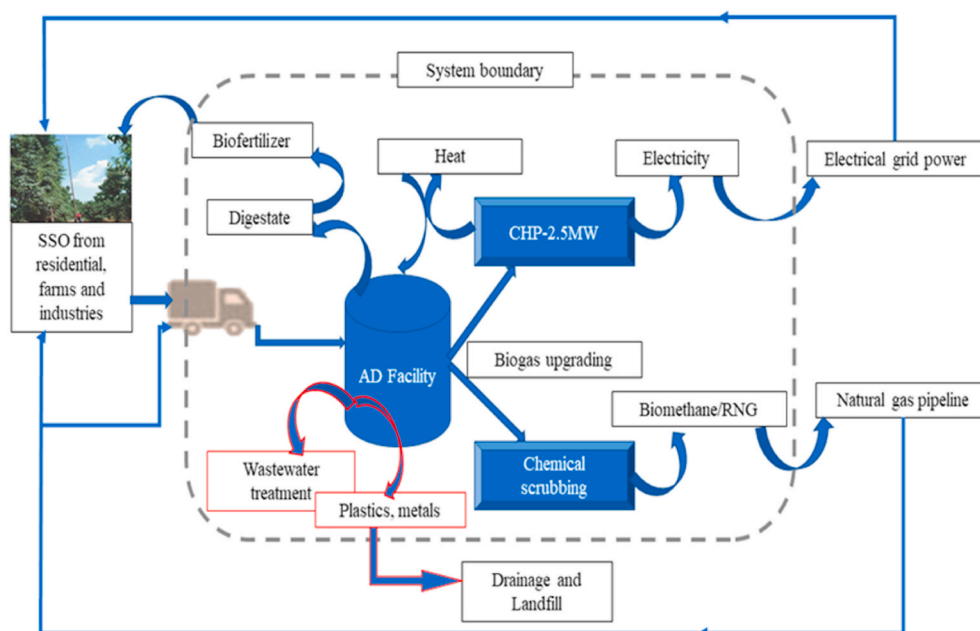 System boundary
Biofertilizer
Heat
Electricity
Electrical grid power
Digestate
CHP-2.5MW
SSO from
residential,
farms and
industries
AD Facility
Biogas upgrading
Biomethane/RNG
Natural gas pipeline
Wastewater
treatment
Chemical
scrubbing
Plastics, metals
Drainage and
Landfill